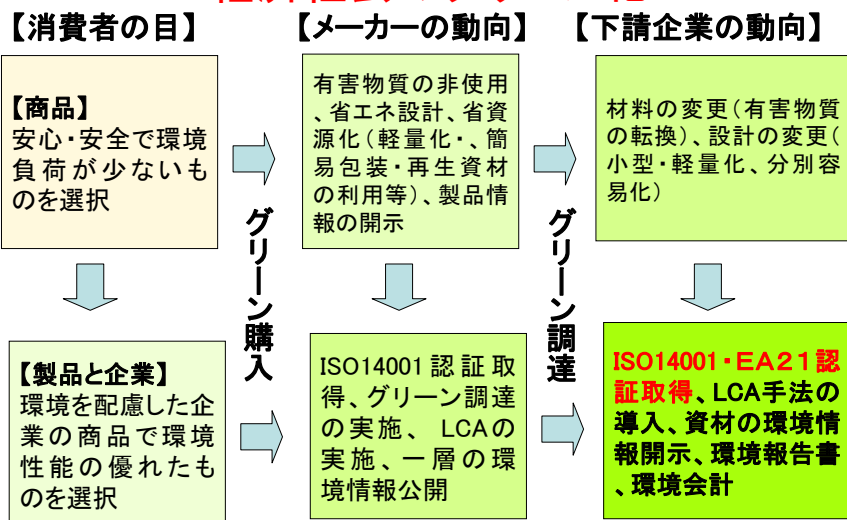 【消費者の目】
【メーカーの動向】
【下請企業の動向】
【商品】
安心・安全で環境
負荷が少ないも
のを選択
グリーン購入
有害物質の非使用
、省エネ設計、省資
源化（軽量化・、簡
易包装・再生資材
の利用等）、製品情
報の開示
グリーン調達
材料の変更（有害物質
の転換）、設計の変更（
小型・軽量化、分別容
易化）
【製品と企業】
環境を配慮した企
業の商品で環境
性能の優れたも
のを選択
ISO14001認証取
得、グリーン調達
の実施、 LCAの
実施、一層の環
境情報公開
ISO14001・ＥＡ２１認
証取得、LCA手法の
導入、資材の環境情
報開示、環境報告書
、環境会計